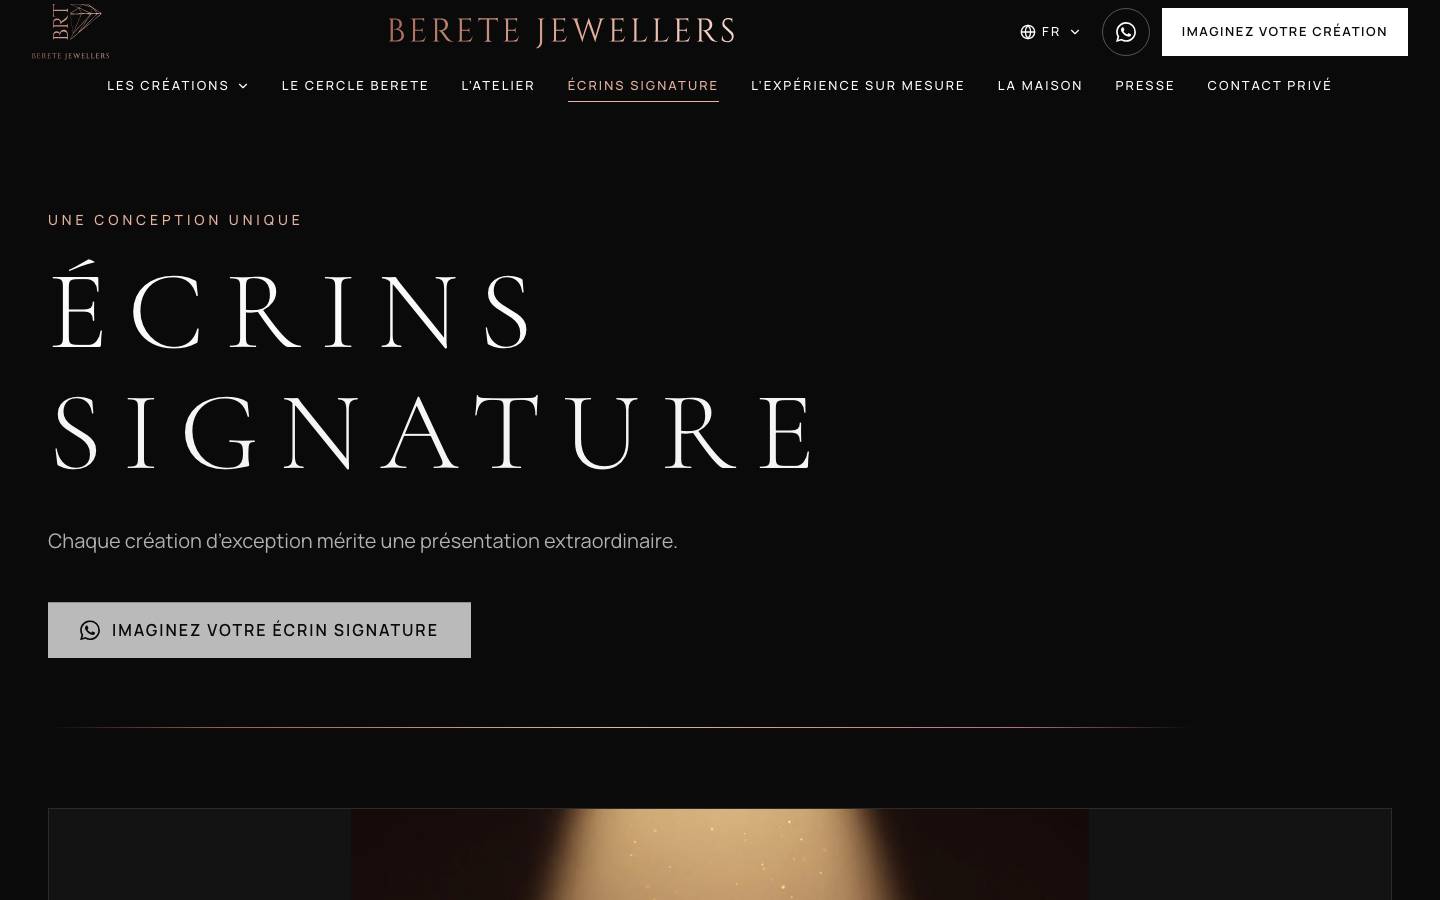 BRT
BERETE JEWELLERS
BERETE JEWELLERS
FR
IMAGINEZ VOTRE CRÉATION
LES CRÉATIONS
LE CERCLE BERETE
L'ATELIER
ÉCRINS SIGNATURE
L'EXPÉRIENCE SUR MESURE
LA MAISON
PRESSE
CONTACT PRIVÉ
UNE CONCEPTION UNIQUE
ÉCRINS
SIGNATURE
Chaque création d'exception mérite une présentation extraordinaire.
IMAGINEZ VOTRE ÉCRIN SIGNATURE